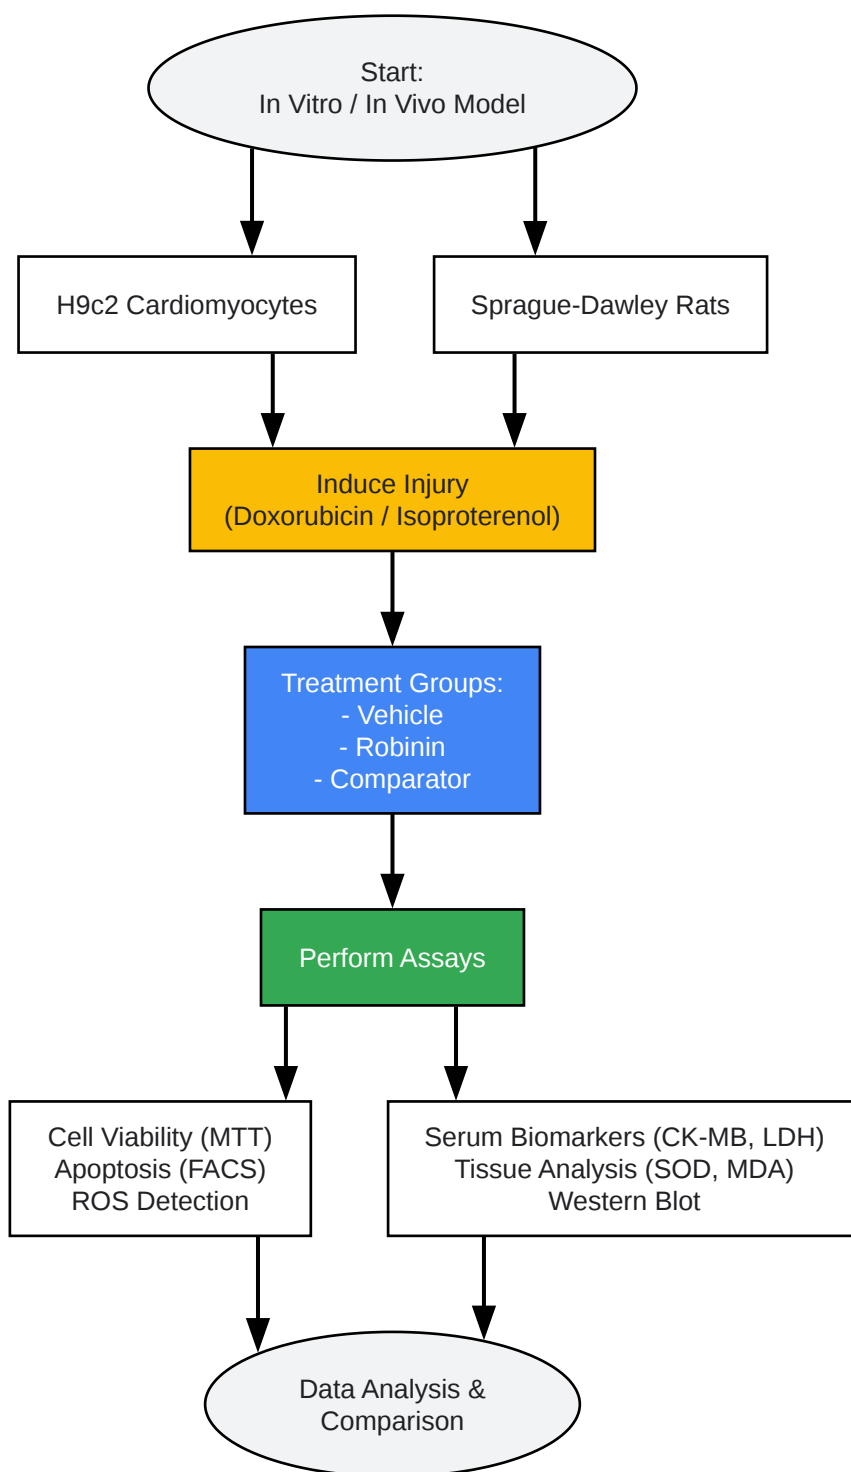 Start:
In Vitro / In Vivo Model
H9c2 Cardiomyocytes
Sprague-Dawley Rats
Induce Injury
(Doxorubicin / Isoproterenol)
Treatment Groups:
- Vehicle
- Robinin
- Comparator
Perform Assays
Cell Viability (MTT)
Apoptosis (FACS)
ROS Detection
Serum Biomarkers (CK-MB, LDH)
Tissue Analysis (SOD, MDA)
Western Blot
Data Analysis &
Comparison